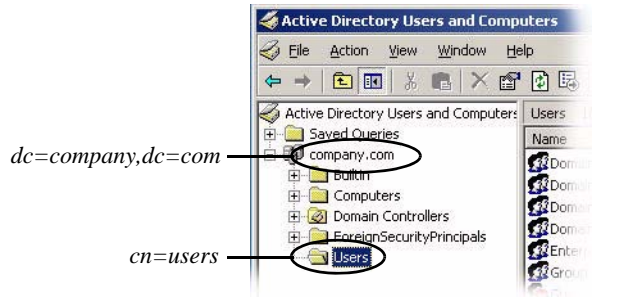 Active Directory Users and Computers
File Action View Window Help
Active Directory Users and Computers
Users
Saved Queries
Name
dc=company,dc=com
company.com
Builtin
Computers
Domain Controllers
ForeignSecurityPrincipals
cn=users
Users